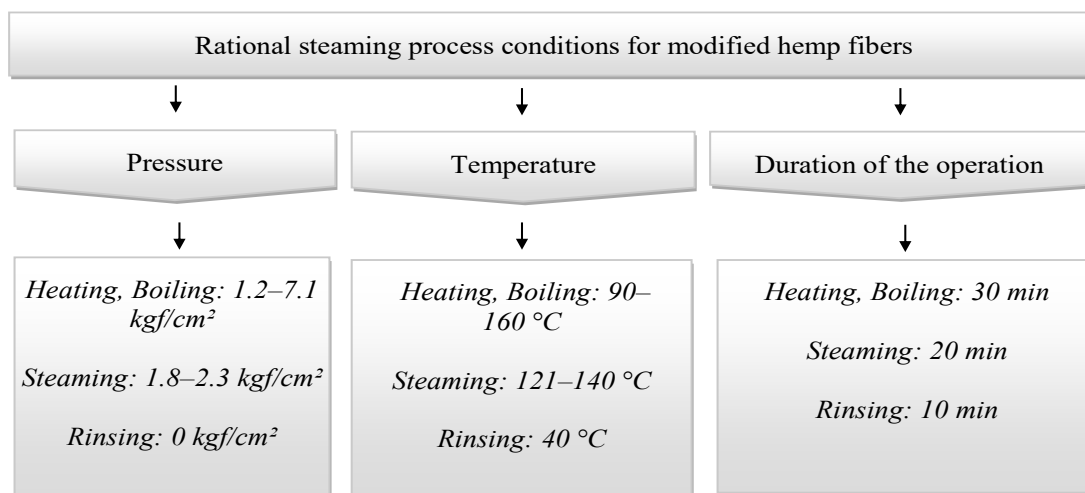 Rational steaming process conditions for modified hemp fibers
Pressure
Temperature
Duration of the operation
Heating, Boiling: 1.2–7.1
kgf/cm²
Steaming: 1.8–2.3 kgf/cm²
Rinsing: 0 kgf/cm²
Heating, Boiling: 90–
160 °C
Steaming: 121–140 °C
Rinsing: 40 °C
Heating, Boiling: 30 min
Steaming: 20 min
Rinsing: 10 min